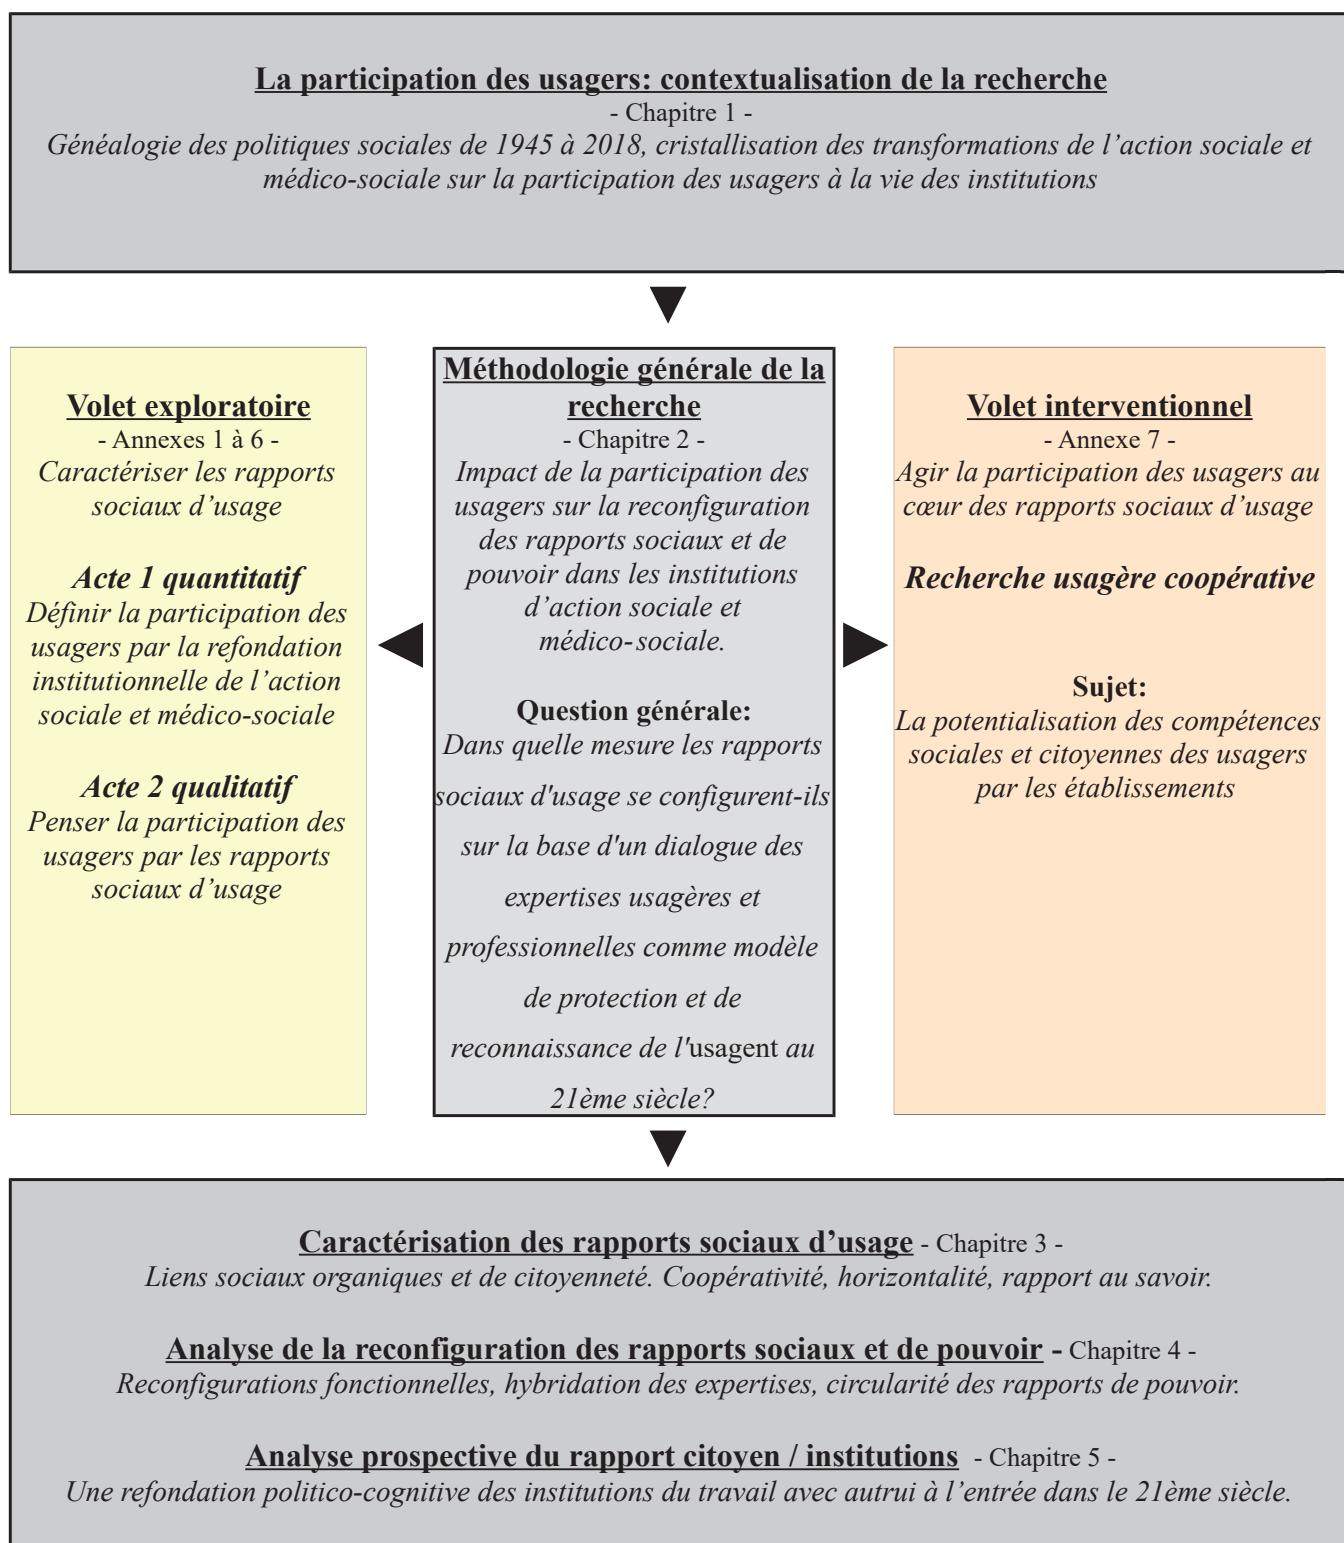 La participation des usagers: contextualisation de la recherche
- Chapitre 1 -
Généalogie des politiques sociales de 1945 à 2018, cristallisation des transformations de l’action sociale et
médico-sociale sur la participation des usagers à la vie des institutions
Volet exploratoire
- Annexes 1 à 6 -
Caractériser les rapports
sociaux d’usage
Acte 1 quantitatif
Définir la participation des
usagers par la refondation
institutionnelle de l’action
sociale et médico-sociale
Acte 2 qualitatif
Penser la participation des
usagers par les rapports
sociaux d’usage
Méthodologie générale de la
recherche
- Chapitre 2 -
Impact de la participation des
usagers sur la reconfiguration
des rapports sociaux et de
pouvoir dans les institutions
d’action sociale et
médico-sociale.
Question générale:
Dans quelle mesure les rapports
sociaux d'usage se configurent-ils
sur la base d'un dialogue des
expertises usagères et
professionnelles comme modèle
de protection et de
reconnaissance de l'usagent au
21ème siècle?
Volet interventionnel
- Annexe 7 -
Agir la participation des usagers au
cœur des rapports sociaux d’usage
Recherche usagère coopérative
Sujet:
La potentialisation des compétences
sociales et citoyennes des usagers
par les établissements
Caractérisation des rapports sociaux d’usage - Chapitre 3 -
Liens sociaux organiques et de citoyenneté. Coopérativité, horizontalité, rapport au savoir.
Analyse de la reconfiguration des rapports sociaux et de pouvoir - Chapitre 4 -
Reconfigurations fonctionnelles, hybridation des expertises, circularité des rapports de pouvoir.
Analyse prospective du rapport citoyen / institutions - Chapitre 5 -
Une refondation politico-cognitive des institutions du travail avec autrui à l’entrée dans le 21ème siècle.